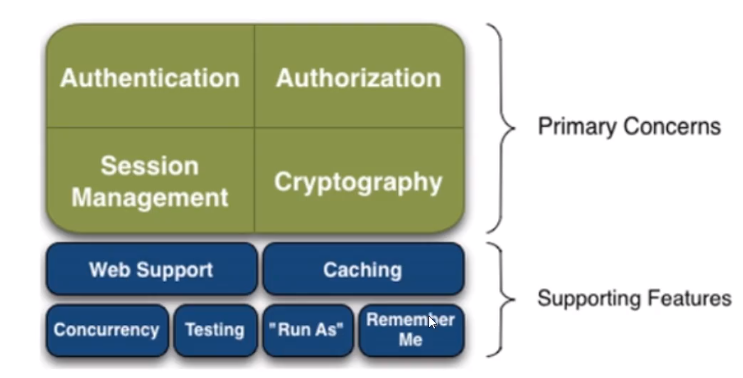 Authentication
Authorization
Primary Concerns
Session
Management
Cryptography
Web Support
Caching
Supporting Features
Concurrency
Testing
"Run As"
Remember
Me